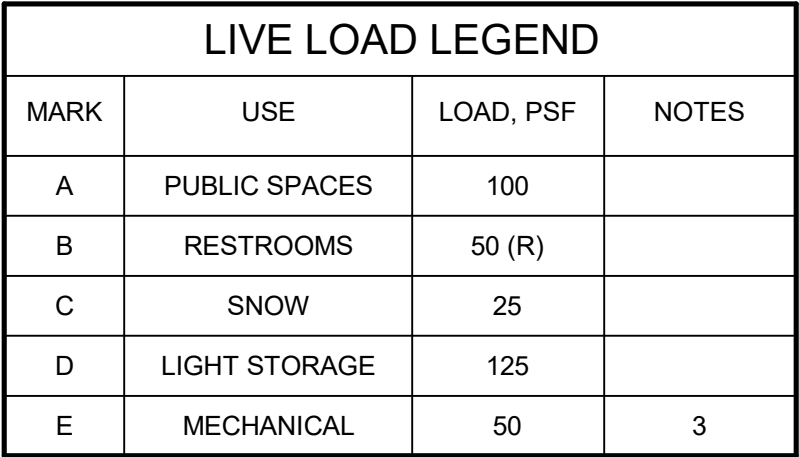 LIVE LOAD LEGEND
MARK USE LOAD, PSF NOTES
A PUBLIC SPACES 100
B RESTROOMS 50 (R)
C SNOW 25
D LIGHT STORAGE 125
E MECHANICAL 50 3